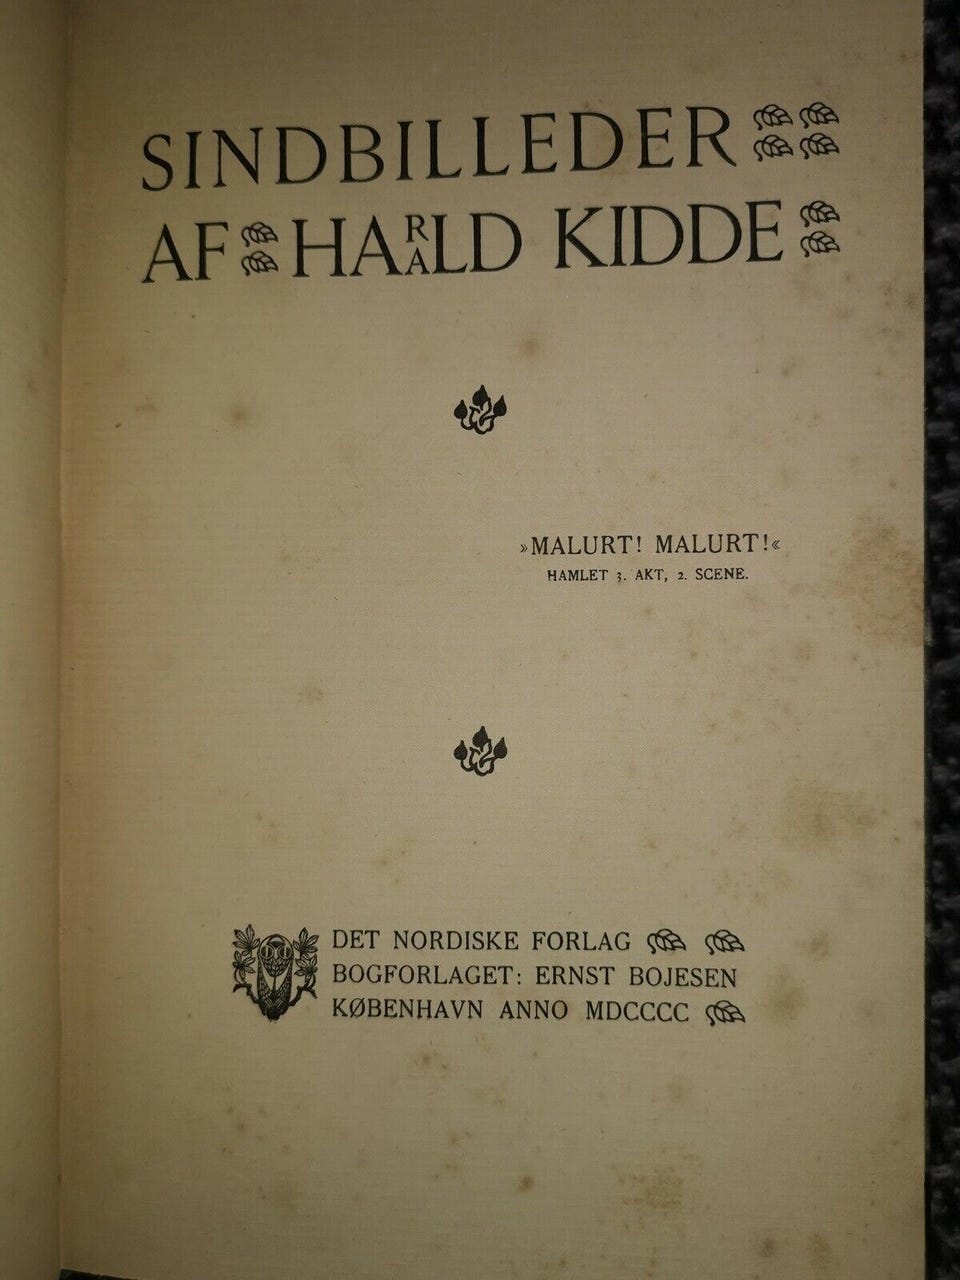 SINDBILLEDER
AF HARALD KIDDE
»MALURT! MALURT!«
HAMLET 3. AKT, 2. SCENE.
DET NORDISKE FORLAG
BOGFORLAGET: ERNST BOJESEN
KØBENHAVN ANNO MDCCCC